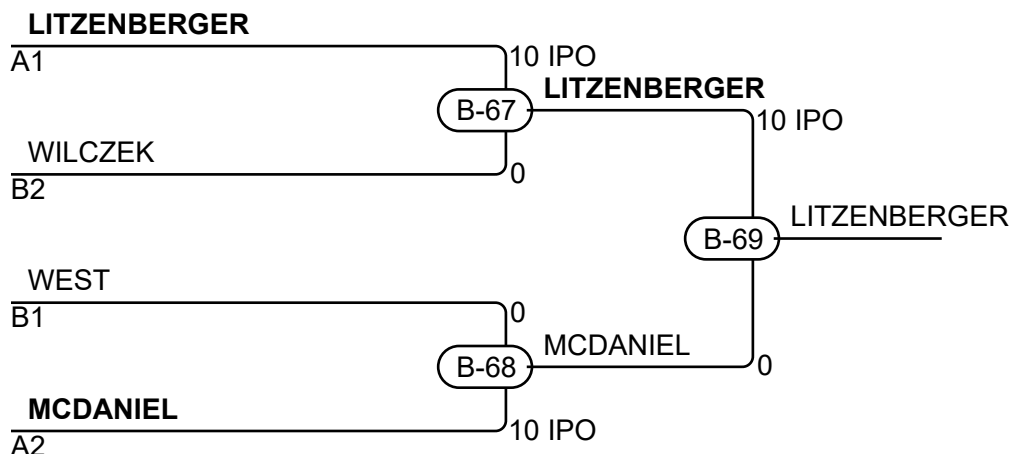 LITZENBERGER
A1
10 IPO
LITZENBERGER
B-67
10 IPO
WILCZEK
0
B2
LITZENBERGER
B-69
WEST
B1
0
MCDANIEL
0
B-68
MCDANIEL
10 IPO
A2